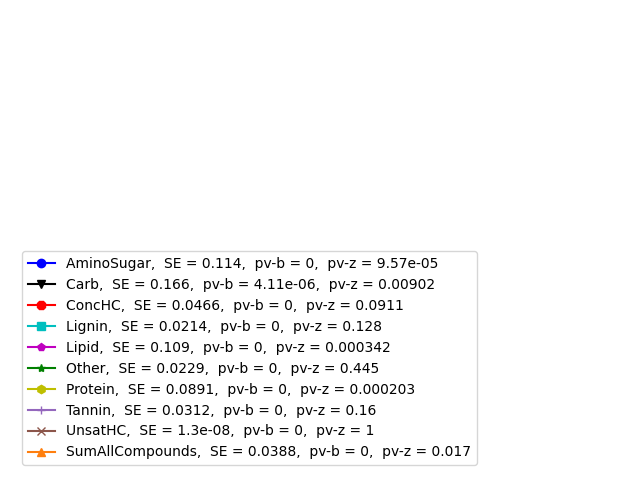 AminoSugar,  SE = 0.114,  pv-b = 0,  pv-z = 9.57e-05
Carb,  SE = 0.166,  pv-b = 4.11e-06,  pv-z = 0.00902
ConcHC,  SE = 0.0466,  pv-b = 0,  pv-z = 0.0911
Lignin,  SE = 0.0214,  pv-b = 0,  pv-z = 0.128
Lipid,  SE = 0.109,  pv-b = 0,  pv-z = 0.000342
Other,  SE = 0.0229,  pv-b = 0,  pv-z = 0.445
Protein,  SE = 0.0891,  pv-b = 0,  pv-z = 0.000203
Tannin,  SE = 0.0312,  pv-b = 0,  pv-z = 0.16
UnsatHC,  SE = 1.3e-08,  pv-b = 0,  pv-z = 1
SumAllCompounds,  SE = 0.0388,  pv-b = 0,  pv-z = 0.017